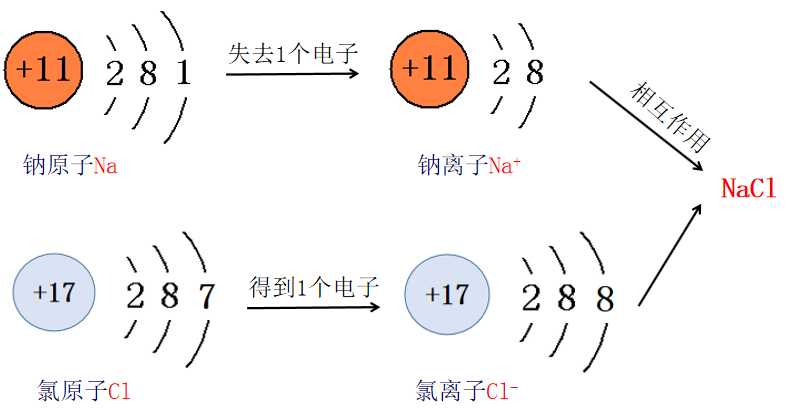 +11 2 8 1
失去1个电子
+11 2 8
相互作用
钠原子Na
钠离子Na⁺
NaCl
+17 2 8 7
得到1个电子
+17 2 8 8
氯原子Cl
氯离子Cl⁻